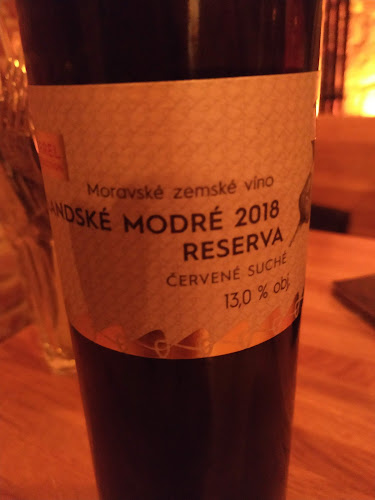 Moravské zemské víno
ANDSKÉ MODRÉ 2018
RESERVA
ČERVENÉ SUCHÉ
13,0 % obj.